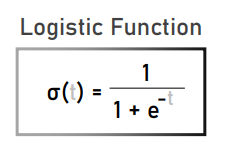 Logistic Function
σ(t) = 1 / (1 + e^-t)